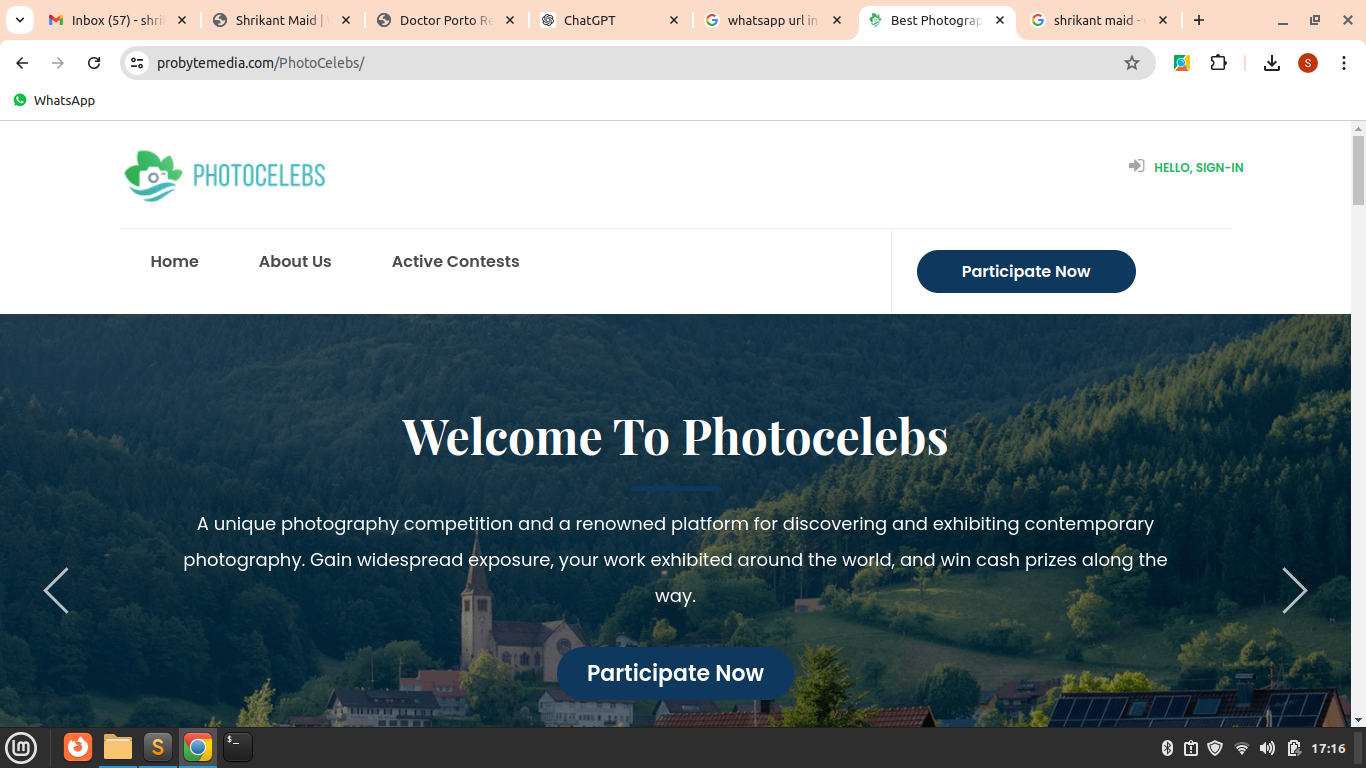 Inbox (57) - shri
Shrikant Maid |
Doctor Porto Re
ChatGPT
whatsapp url in
Best Photograp
shrikant maid -
probytemedia.com/PhotoCelebs/
S
WhatsApp
PHOTOCELEBS
HELLO, SIGN-IN
Home
About Us
Active Contests
Participate Now
Welcome To Photocelebs
A unique photography competition and a renowned platform for discovering and exhibiting contemporary
photography. Gain widespread exposure, your work exhibited around the world, and win cash prizes along the
way.
Participate Now
S
$_
17:16